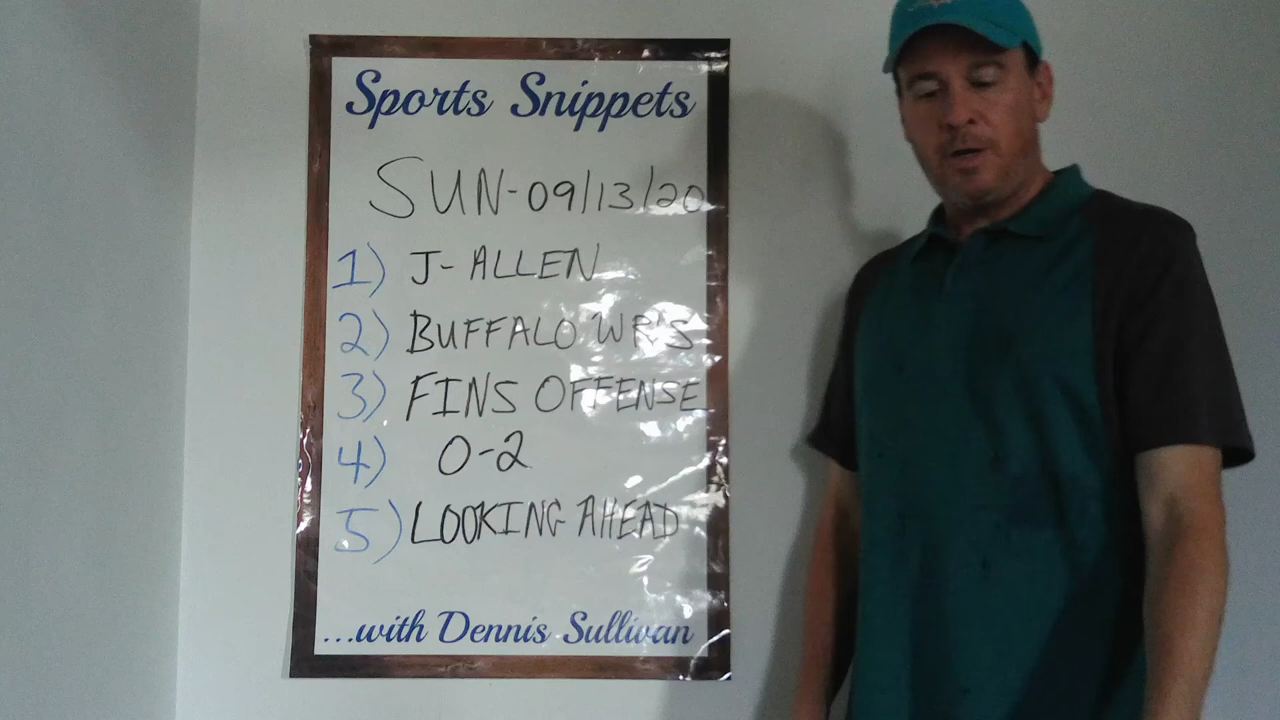 Sports Snippets
SUN-09/13/20
1) J-ALLEN
2) BUFFALO WR'S
3) FINS OFFENSE
4) 0-2
5) LOOKING AHEAD
...with Dennis Sullivan